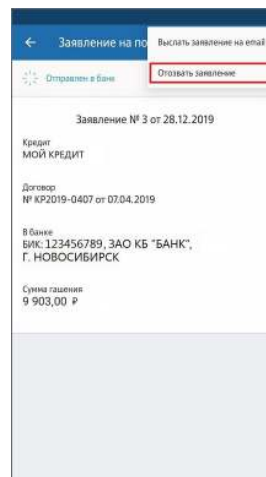 Заявление на по
Выслать заявление на email
Отозвать заявление
Отправлен в банк
Заявление № 3 от 28.12.2019
Кредит
МОЙ КРЕДИТ
Договор
№ КР2019-0407 от 07.04.2019
В банке
БИК: 123456789, ЗАО КБ "БАНК",
Г. НОВОСИБИРСК
Сумма гашения
9 903,00 ₽